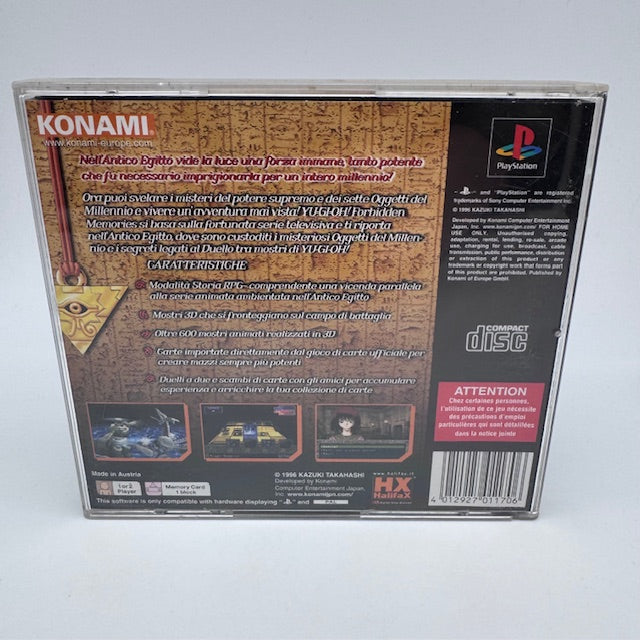 KONAMI
www.konami-europe.com
Nell'Antico Egitto vide la luce una forza immane, tanto potente
che fu necessario imprigionarla per un intero millennio!
Ora puoi svelare i misteri del potere supremo e dei sette Oggetti del
Millennio e vivere un'avventura mai vista! YU-GI-OH! Forbidden
Memories si basa sulla fortunata serie televisiva e ti riporta
nell'Antico Egitto, dove sono custoditi i misteriosi Oggetti del Millen-
nio e i segreti legati al Duello tra mostri di YU-GI-OH!
CARATTERISTICHE
Modalità Storia RPG- comprendente una vicenda parallela
alla serie animata ambientata nell'Antico Egitto
Mostri 3D che si fronteggiano sul campo di battaglia
Oltre 600 mostri animati realizzati in 3D
Carte importate direttamente dal gioco di carte ufficiale per
creare mazzi sempre più potenti
Duelli a due e scambi di carte con gli amici per accumulare
esperienza e arricchire la tua collezione di carte
Made in Austria
1 or 2
Player
Memory Card
1 block
This software is only compatible with hardware displaying "PS" and PAL
© 1996 KAZUKI TAKAHASHI
Developed by Konami
Computer Entertainment Japan,
Inc. www.konamijpn.com/
www.halifax.it
HX
HalifaX
PlayStation
"PS" and "PlayStation" are registered
trademarks of Sony Computer Entertainment Inc.
© 1996 KAZUKI TAKAHASHI
Developed by Konami Computer Entertainment
Japan, Inc. www.konamijpn.com/ FOR HOME
USE ONLY. Unauthorised copying,
adaptation, rental, lending, re-sale, arcade
use, charging for use, broadcast, cable
transmission, public performance, distribution
or extraction of this product or any
trademark or copyright work that forms part
of this product are prohibited. Published by
Konami of Europe GmbH.
COMPACT
disc
ATTENTION
Chez certaines personnes,
l'utilisation de ce jeu nécessite
des précautions d'emploi
particulières qui sont détaillées
dans la notice jointe
4 012927 011706